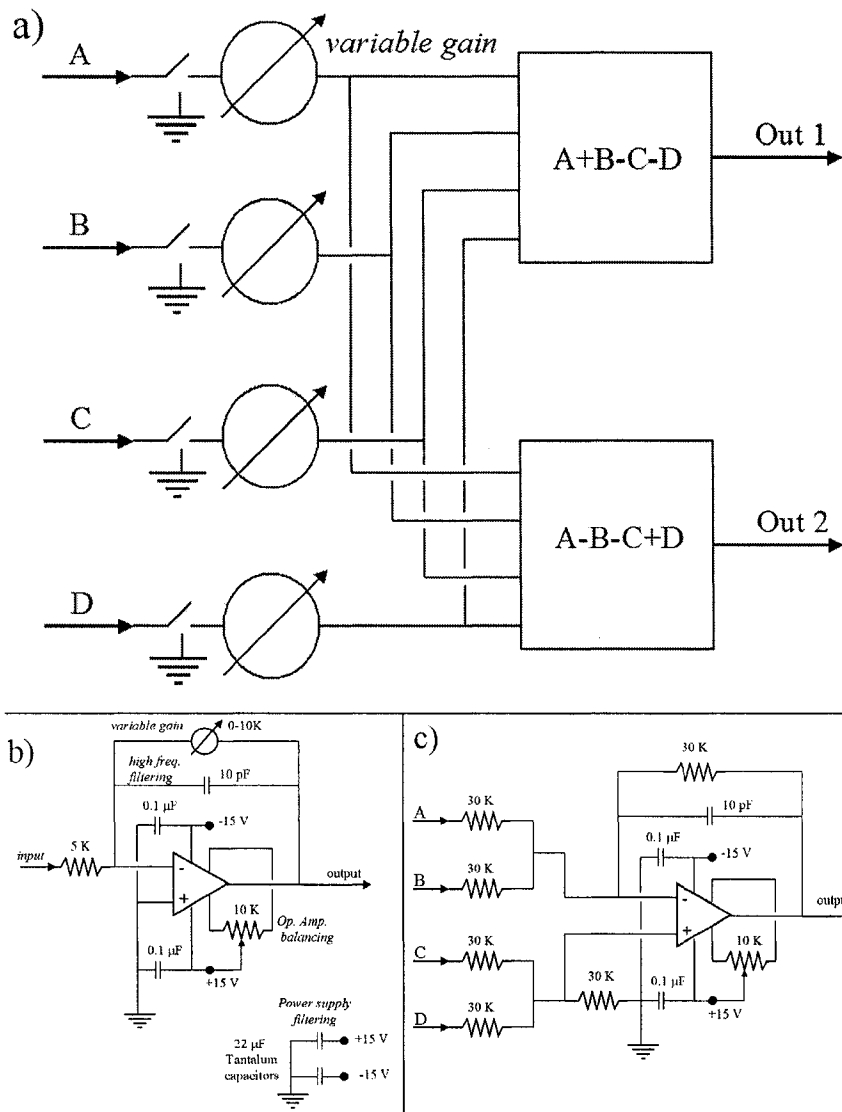 a)
A
variable gain
B
C
D
A+B-C-D
Out 1
A-B-C+D
Out 2
b)
variable gain
0-10K
high freq.
filtering
10 pF
0.1 µF
-15 V
input
5 K
-
+
output
10 K
Op. Amp.
balancing
0.1 µF
+15 V
Power supply
filtering
22 µF
Tantalum
capacitors
+15 V
-15 V
c)
30 K
A
30 K
10 pF
0.1 µF
-15 V
B
30 K
-
+
output
C
30 K
30 K
10 K
0.1 µF
D
30 K
+15 V